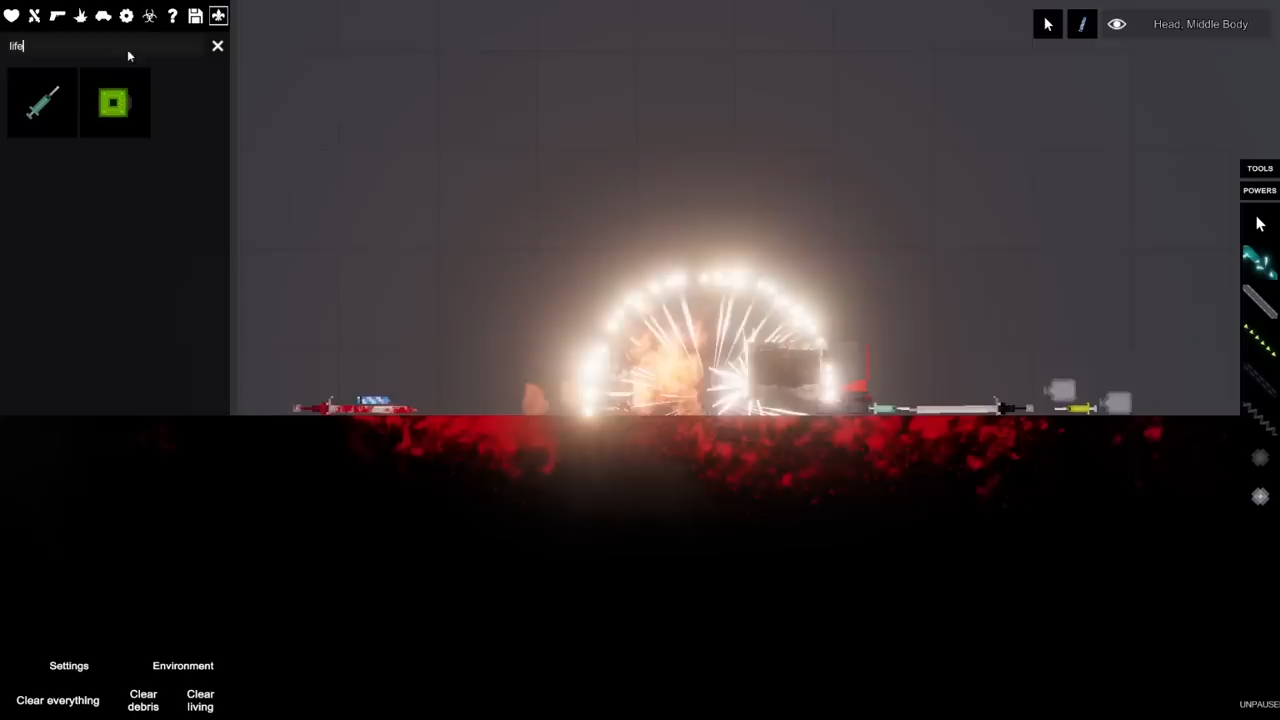 life
Head, Middle Body
TOOLS
POWERS
Settings
Environment
Clear everything
Clear debris
Clear living
UNPAUSE